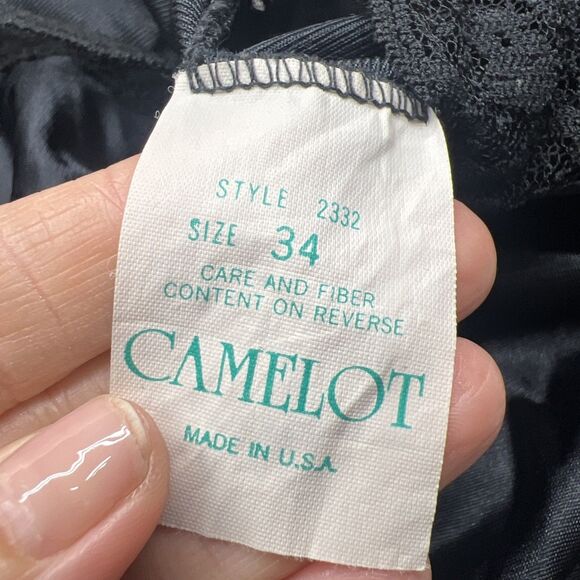 STYLE 2332
SIZE 34
CARE AND FIBER
CONTENT ON REVERSE
CAMELOT
MADE IN U.S.A.